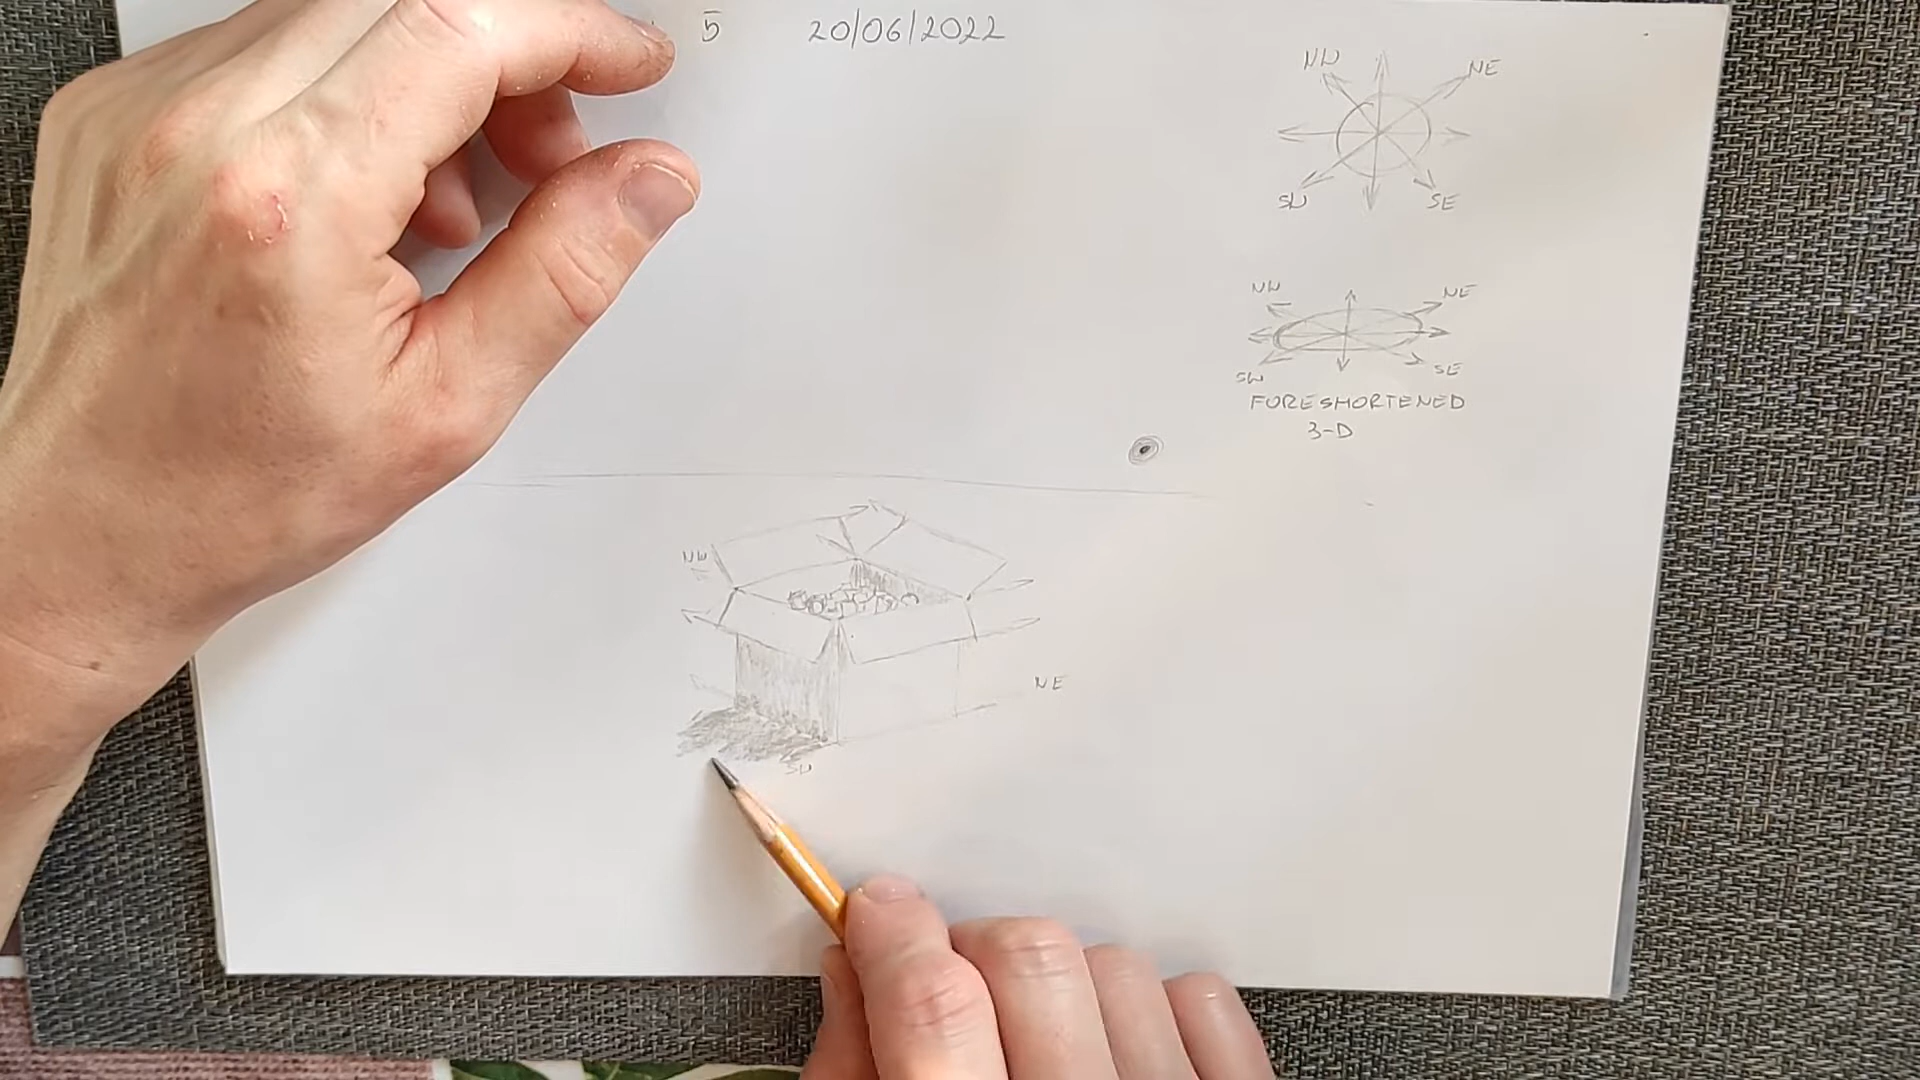 5 20/06/2022
NW NE
SW SE
NW NE
SW SE
FORESHORTENED
3-D
NW
NE
SW